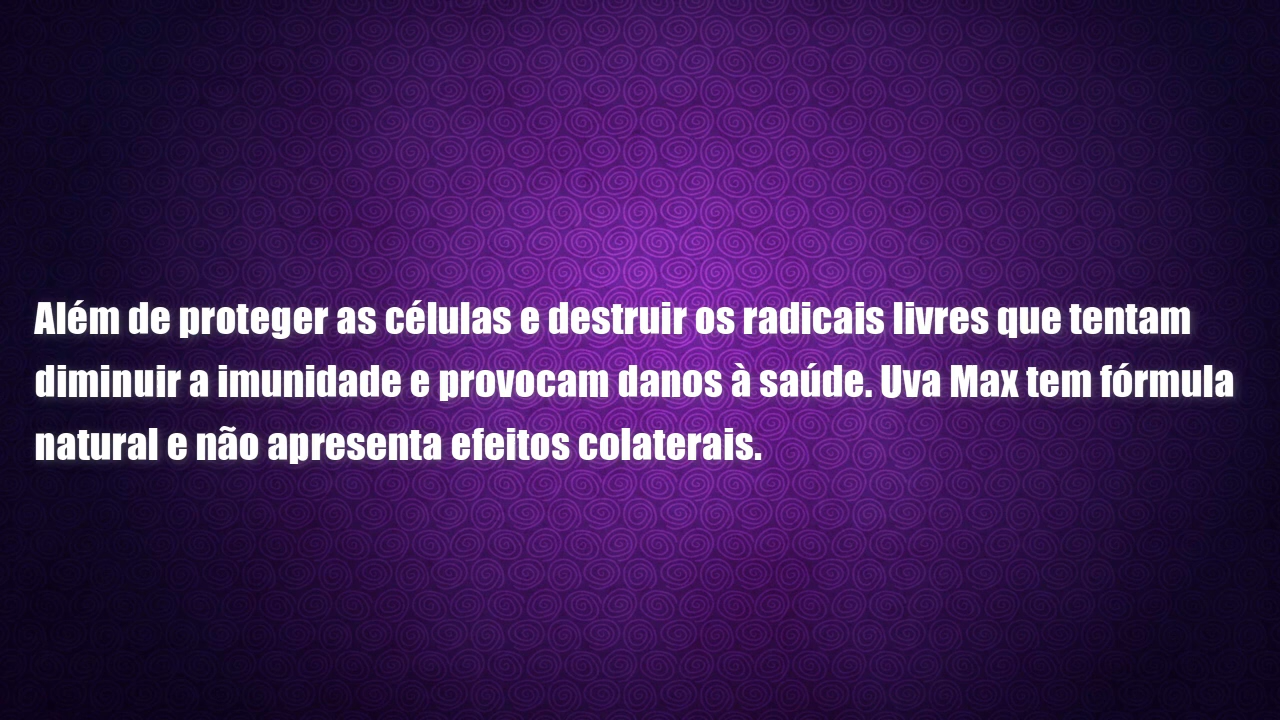 Além de proteger as células e destruir os radicais livres que tentam
diminuir a imunidade e provocam danos à saúde. Uva Max tem fórmula
natural e não apresenta efeitos colaterais.